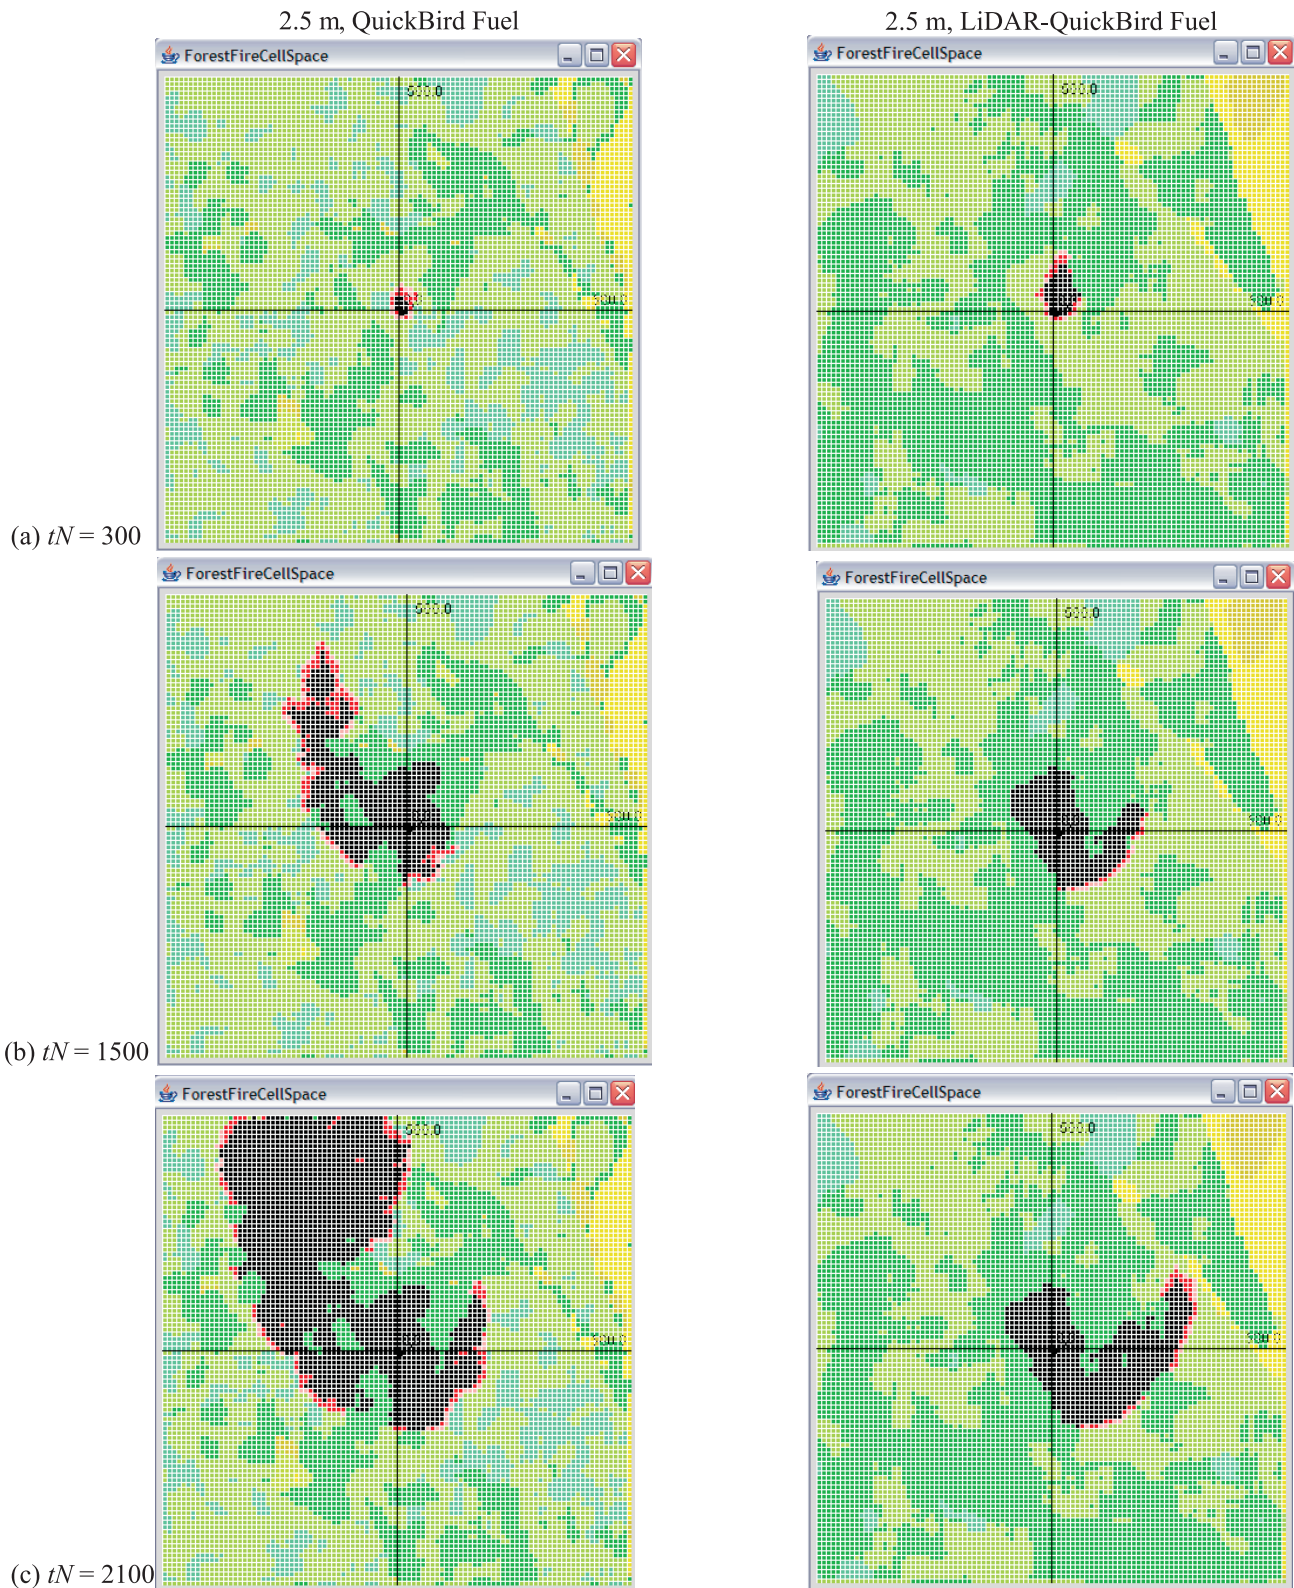 2.5 m, QuickBird Fuel
2.5 m, LiDAR-QuickBird Fuel
ForestFireCellSpace
ForestFireCellSpace
(a) tN = 300
ForestFireCellSpace
ForestFireCellSpace
(b) tN = 1500
ForestFireCellSpace
ForestFireCellSpace
(c) tN = 2100